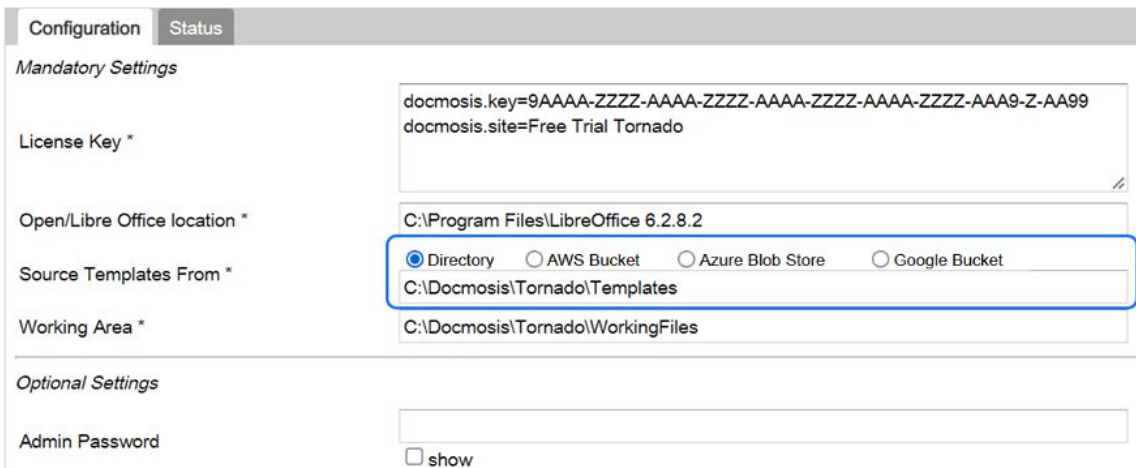 Configuration Status
Mandatory Settings
License Key *
docmosis.key=9AAAA-ZZZZ-AAAA-ZZZZ-AAAA-ZZZZ-AAAA-ZZZZ-AAA9-Z-AA99
docmosis.site=Free Trial Tornado
Open/Libre Office location * C:\Program Files\LibreOffice 6.2.8.2
Source Templates From *
Directory AWS Bucket Azure Blob Store Google Bucket
C:\Docmosis\Tornado\Templates
Working Area * C:\Docmosis\Tornado\WorkingFiles
Optional Settings
Admin Password
show